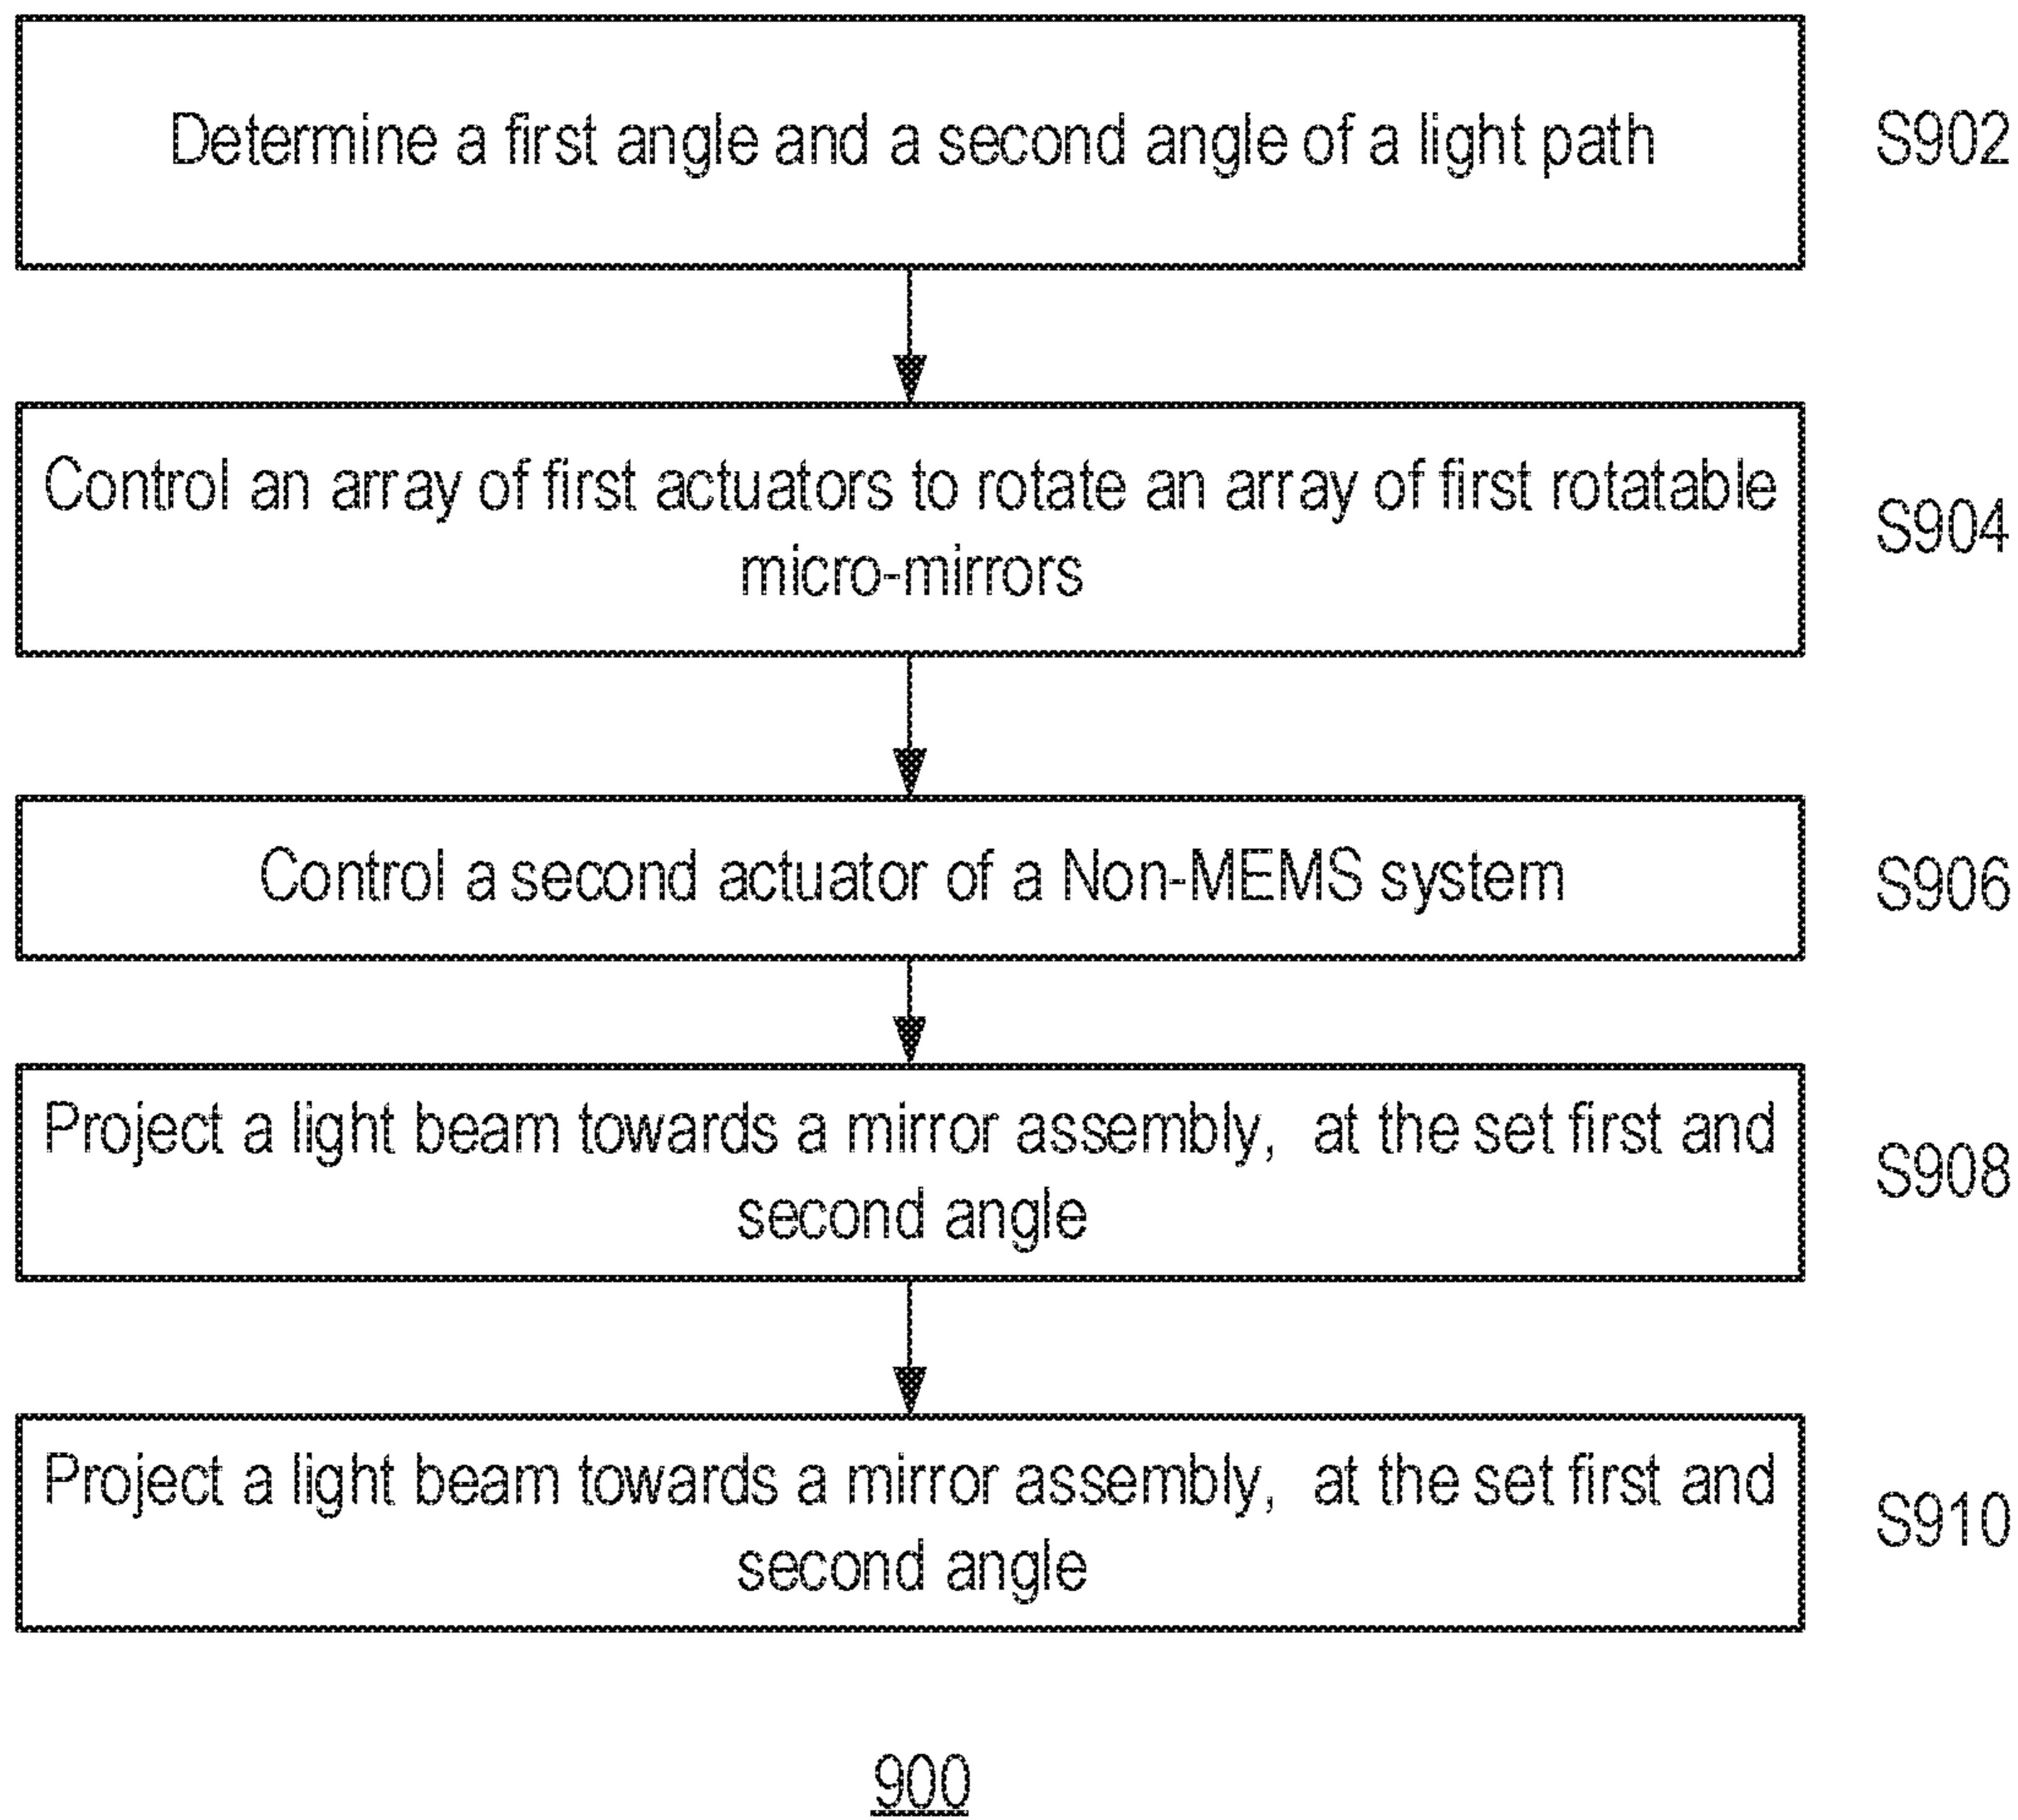 Determine a first angle and a second angle of a light path
S902
Control an array of first actuators to rotate an array of first rotatable
micro-mirrors
S904
Control a second actuator of a Non-MEMS system
S906
Project a light beam towards a mirror assembly, at the set first and
second angle
S908
Project a light beam towards a mirror assembly, at the set first and
second angle
S910
900